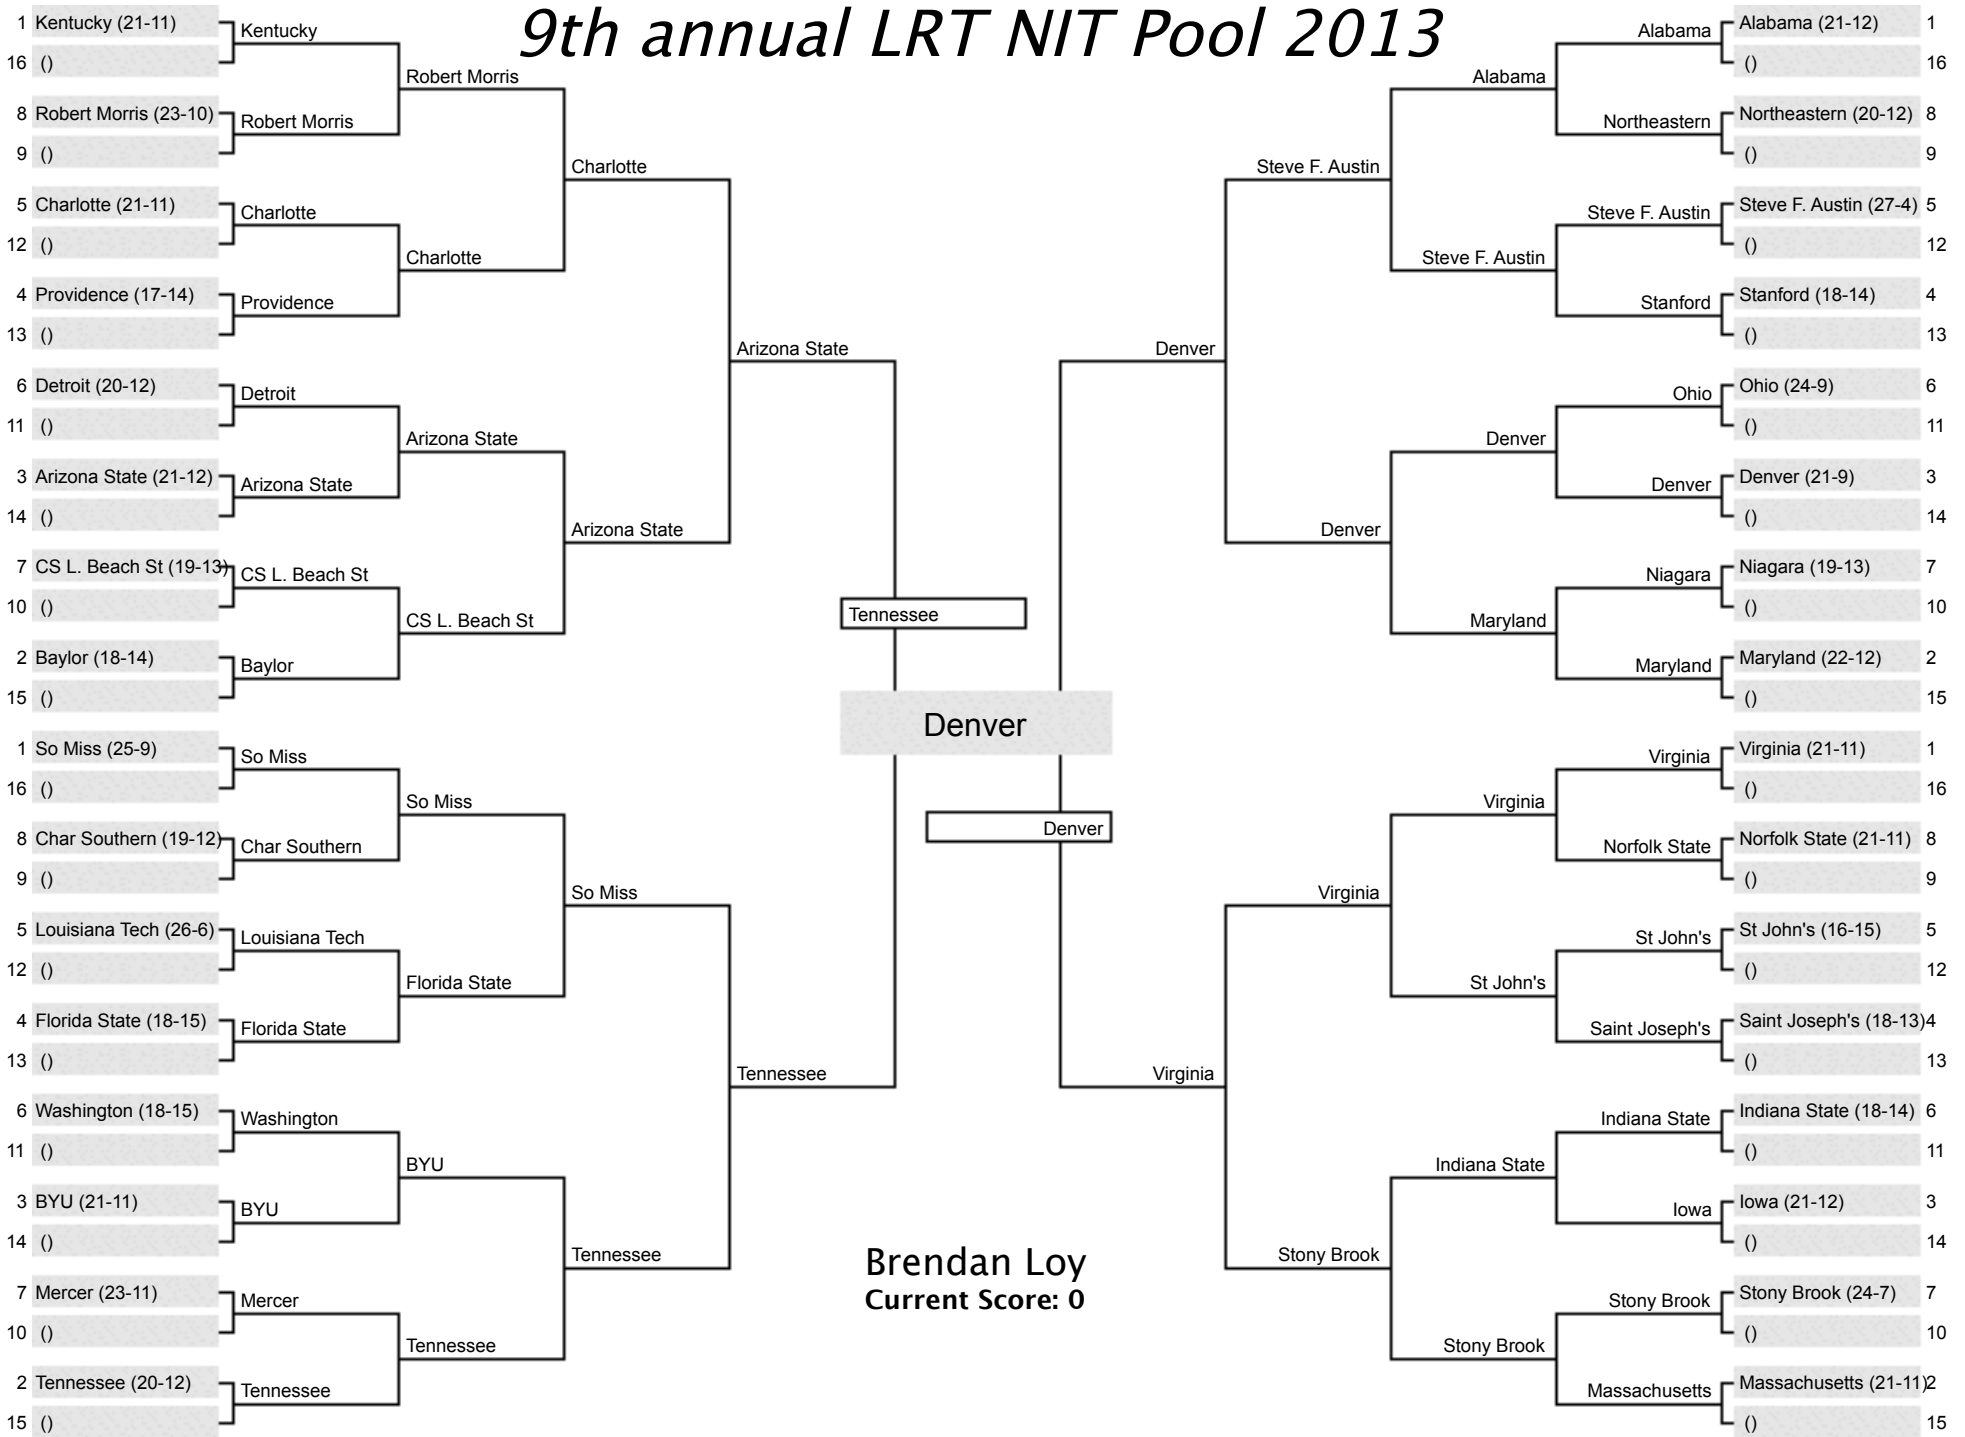 9th annual LRT NIT Pool 2013
1 Kentucky (21-11)
16 ()
8 Robert Morris (23-10)
9 ()
5 Charlotte (21-11)
12 ()
4 Providence (17-14)
13 ()
6 Detroit (20-12)
11 ()
3 Arizona State (21-12)
14 ()
7 CS L. Beach St (19-13)
10 ()
2 Baylor (18-14)
15 ()
1 So Miss (25-9)
16 ()
8 Char Southern (19-12)
9 ()
5 Louisiana Tech (26-6)
12 ()
4 Florida State (18-15)
13 ()
6 Washington (18-15)
11 ()
3 BYU (21-11)
14 ()
7 Mercer (23-11)
10 ()
2 Tennessee (20-12)
15 ()
Kentucky
Robert Morris
Charlotte
Providence
Detroit
Arizona State
CS L. Beach St
Baylor
So Miss
Char Southern
Louisiana Tech
Florida State
Washington
BYU
Mercer
Tennessee
Robert Morris
Charlotte
Arizona State
CS L. Beach St
So Miss
Florida State
BYU
Tennessee
Charlotte
Arizona State
So Miss
Tennessee
Arizona State
Tennessee
Tennessee
Denver
Denver
Brendan Loy
Current Score: 0
Denver
Virginia
Steve F. Austin
Denver
Virginia
Stony Brook
Alabama
Steve F. Austin
Denver
Maryland
Virginia
St John's
Indiana State
Stony Brook
Alabama
Northeastern
Steve F. Austin
Stanford
Ohio
Denver
Niagara
Maryland
Virginia
Norfolk State
St John's
Saint Joseph's
Indiana State
Iowa
Stony Brook
Massachusetts
Alabama (21-12) 1
() 16
Northeastern (20-12) 8
() 9
Steve F. Austin (27-4) 5
() 12
Stanford (18-14) 4
() 13
Ohio (24-9) 6
() 11
Denver (21-9) 3
() 14
Niagara (19-13) 7
() 10
Maryland (22-12) 2
() 15
Virginia (21-11) 1
() 16
Norfolk State (21-11) 8
() 9
St John's (16-15) 5
() 12
Saint Joseph's (18-13) 4
() 13
Indiana State (18-14) 6
() 11
Iowa (21-12) 3
() 14
Stony Brook (24-7) 7
() 10
Massachusetts (21-11) 2
() 15